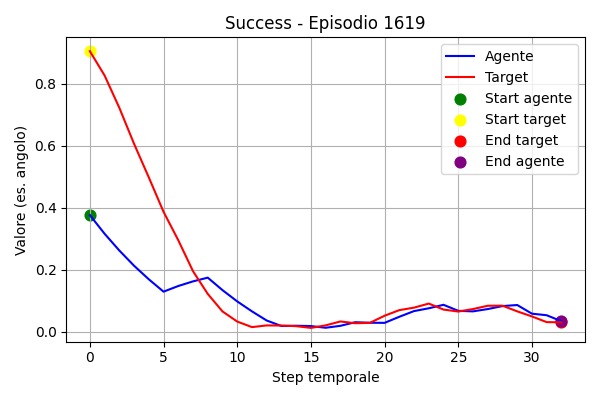 Success - Episodio 1619
Agente
Target
Start agente
Start target
End target
End agente
Valore (es. angolo)
0.8
0.6
0.4
0.2
0.0
0 5 10 15 20 25 30
Step temporale